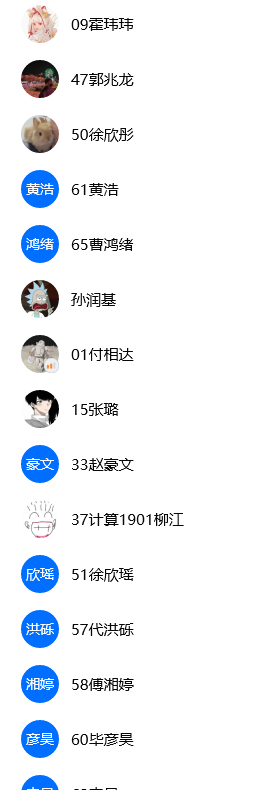 09霍玮玮
47郭兆龙
50徐欣彤
黄浩 61黄浩
鸿绪 65曹鸿绪
孙润基
01付相达
15张璐
豪文 33赵豪文
37计算1901柳江
欣瑶 51徐欣瑶
洪砾 57代洪砾
湘婷 58傅湘婷
彦昊 60毕彦昊